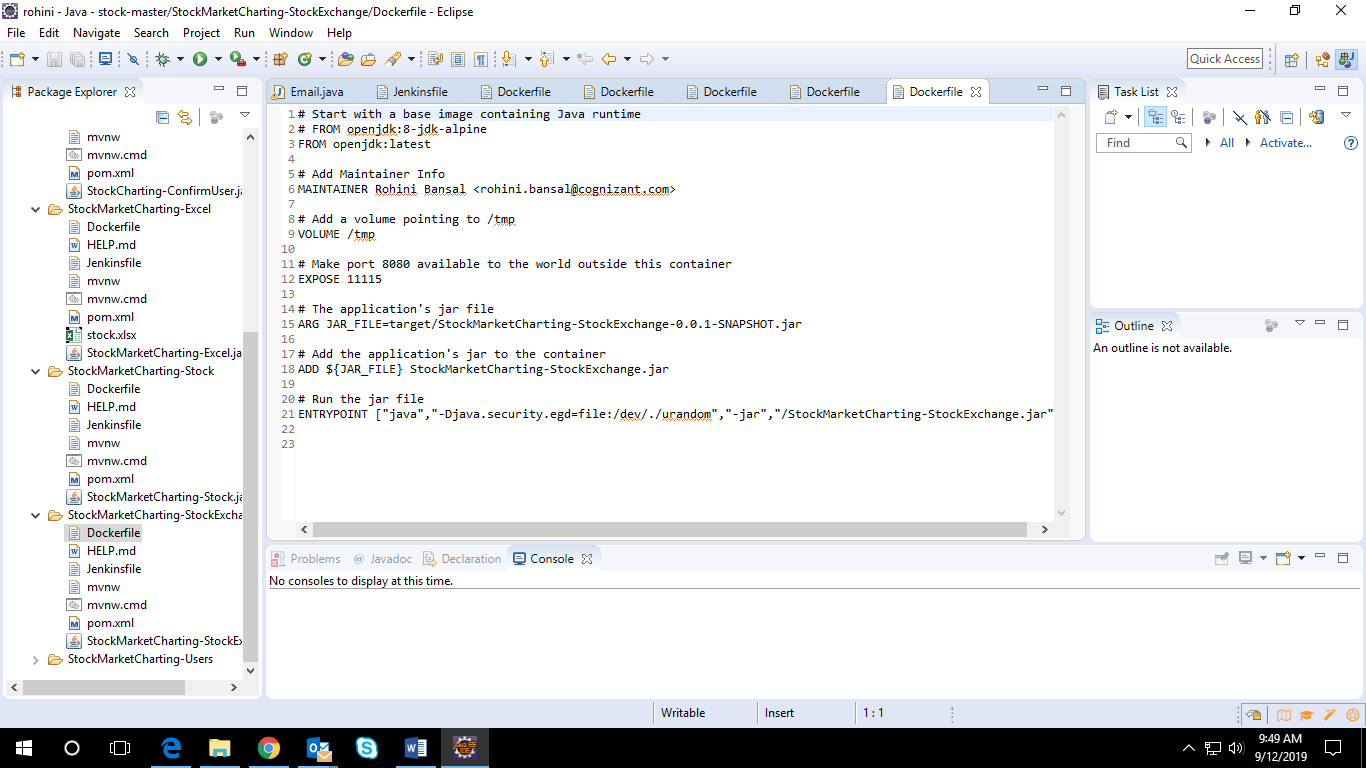 rohini - Java - stock-master/StockMarketCharting-StockExchange/Dockerfile - Eclipse
File Edit Navigate Search Project Run Window Help
Quick Access
Package Explorer
mvnw
mvnw.cmd
pom.xml
StockCharting-ConfirmUser.ja
StockMarketCharting-Excel
Dockerfile
HELP.md
Jenkinsfile
mvnw
mvnw.cmd
pom.xml
stock.xlsx
StockMarketCharting-Excel.ja
StockMarketCharting-Stock
Dockerfile
HELP.md
Jenkinsfile
mvnw
mvnw.cmd
pom.xml
StockMarketCharting-Stock.ja
StockMarketCharting-StockExcha
Dockerfile
HELP.md
Jenkinsfile
mvnw
mvnw.cmd
pom.xml
StockMarketCharting-StockEx
StockMarketCharting-Users
Email.java Jenkinsfile Dockerfile Dockerfile Dockerfile Dockerfile Dockerfile
1 # Start with a base image containing Java runtime
2 # FROM openjdk:8-jdk-alpine
3 FROM openjdk:latest
4
5 # Add Maintainer Info
6 MAINTAINER Rohini Bansal <rohini.bansal@cognizant.com>
7
8 # Add a volume pointing to /tmp
9 VOLUME /tmp
10
11 # Make port 8080 available to the world outside this container
12 EXPOSE 11115
13
14 # The application's jar file
15 ARG JAR_FILE=target/StockMarketCharting-StockExchange-0.0.1-SNAPSHOT.jar
16
17 # Add the application's jar to the container
18 ADD ${JAR_FILE} StockMarketCharting-StockExchange.jar
19
20 # Run the jar file
21 ENTRYPOINT ["java","-Djava.security.egd=file:/dev/./urandom","-jar","/StockMarketCharting-StockExchange.jar"
22
23
Task List
Find All Activate...
Outline
An outline is not available.
Problems @ Javadoc Declaration Console
No consoles to display at this time.
Writable Insert 1 : 1
9:49 AM
9/12/2019